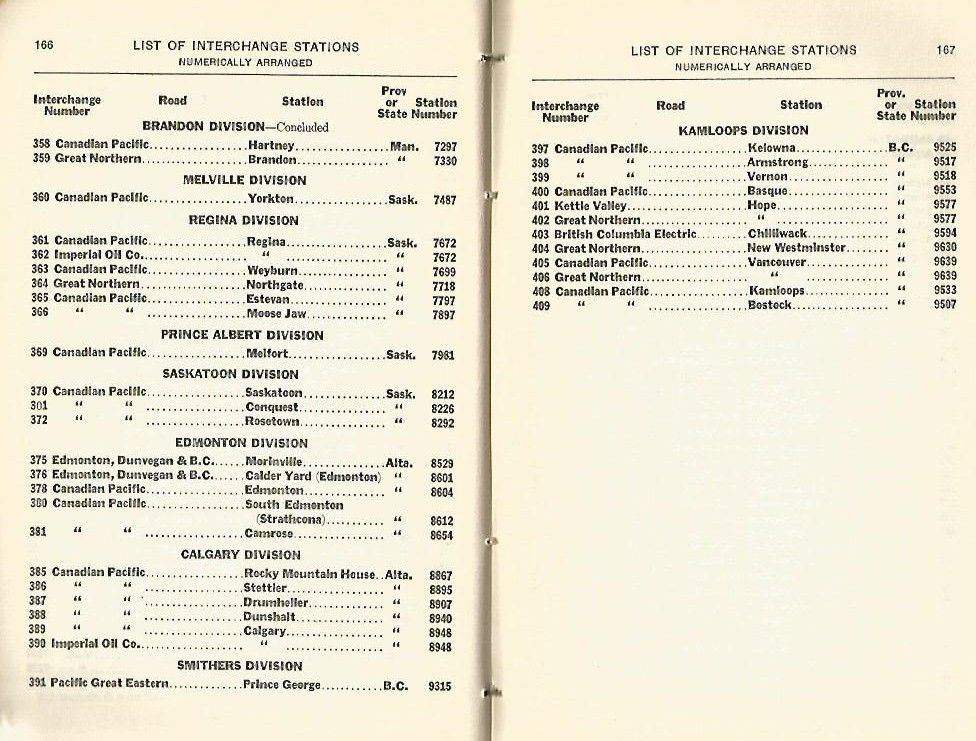 166 LIST OF INTERCHANGE STATIONS
NUMERICALLY ARRANGED
Interchange Number Road Station Prov or State Station Number
BRANDON DIVISION—Concluded
358 Canadian Pacific.................Hartney...................Man. 7297
359 Great Northern..................Brandon.................. “ 7330
MELVILLE DIVISION
360 Canadian Pacific.................Yorkton...................Sask. 7487
REGINA DIVISION
361 Canadian Pacific.................Regina...................Sask. 7672
362 Imperial Oil Co.................. “ .................. “ 7672
363 Canadian Pacific.................Weyburn.................. “ 7699
364 Great Northern..................Northgate................ “ 7718
365 Canadian Pacific.................Estevan.................. “ 7797
366 “ “ .................Moose Jaw............... “ 7897
PRINCE ALBERT DIVISION
369 Canadian Pacific.................Melfort...................Sask. 7981
SASKATOON DIVISION
370 Canadian Pacific.................Saskatoon.................Sask. 8212
301 “ “ .................Conquest................. “ 8226
372 “ “ .................Rosetown................. “ 8292
EDMONTON DIVISION
375 Edmonton, Dunvegan & B.C......Morinville................Alta. 8529
376 Edmonton, Dunvegan & B.C......Calder Yard (Edmonton) “ 8601
378 Canadian Pacific.................Edmonton................ “ 8604
380 Canadian Pacific.................South Edmonton
(Strathcona)........... “ 8612
381 “ “ .................Camrose.................. “ 8654
CALGARY DIVISION
385 Canadian Pacific.................Rocky Mountain House..Alta. 8867
386 “ “ .................Stettler................... “ 8895
387 “ “ .................Drumheller............... “ 8907
388 “ “ .................Dunshalt................. “ 8940
389 “ “ .................Calgary................... “ 8948
390 Imperial Oil Co.................. “ .................. “ 8948
SMITHERS DIVISION
391 Pacific Great Eastern.............Prince George.............B.C. 9315
LIST OF INTERCHANGE STATIONS 167
NUMERICALLY ARRANGED
Interchange Number Road Station Prov. or State Station Number
KAMLOOPS DIVISION
397 Canadian Pacific.................Kelowna..................B.C. 9525
398 “ “ .................Armstrong................ “ 9517
399 “ “ .................Vernon................... “ 9518
400 Canadian Pacific.................Basque................... “ 9553
401 Kettle Valley.....................Hope..................... “ 9577
402 Great Northern.................. “ .................. “ 9577
403 British Columbia Electric.........Chilliwack................ “ 9594
404 Great Northern..................New Westminster........ “ 9630
405 Canadian Pacific.................Vancouver................ “ 9639
406 Great Northern.................. “ ................ “ 9639
408 Canadian Pacific.................Kamloops................. “ 9533
409 “ “ .................Bostock.................. “ 9507